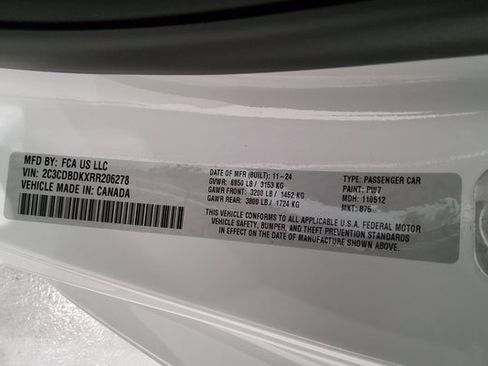 MFD BY: FCA US LLC
VIN: 2C3CDBDKXRR206278
VEHICLE MADE IN: CANADA
DATE OF MFR (BUILT): 11-24
GVWR: 6950 LB / 3153 KG
GAWR FRONT: 3200 LB / 1452 KG
GAWR REAR: 3800 LB / 1724 KG
TYPE: PASSENGER CAR
PAINT: PW7
MDH: 110512
MKT: 875
THIS VEHICLE CONFORMS TO ALL APPLICABLE U.S.A. FEDERAL MOTOR
VEHICLE SAFETY, BUMPER, AND THEFT PREVENTION STANDARDS
IN EFFECT ON THE DATE OF MANUFACTURE SHOWN ABOVE.